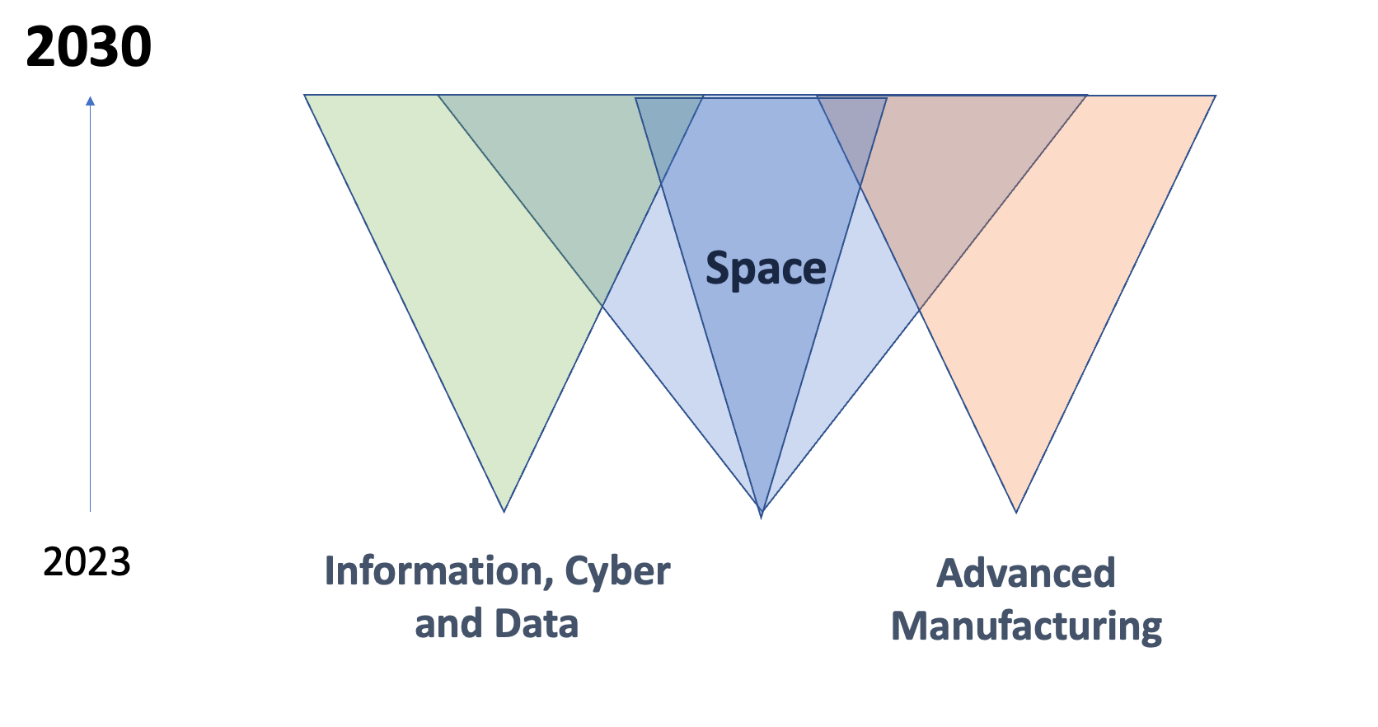 2030
Space
2023
Information, Cyber
and Data
Advanced
Manufacturing